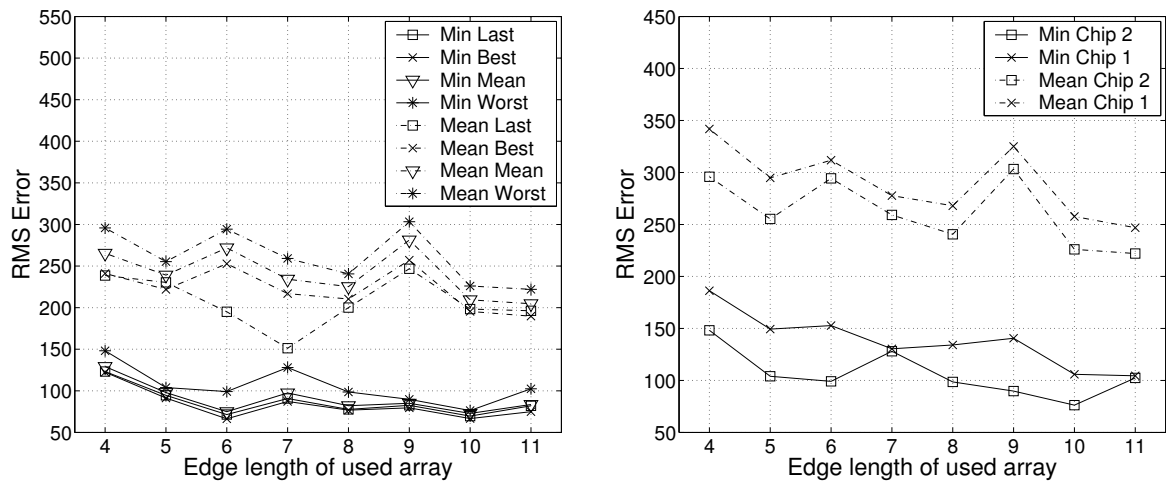 550
500
450
400
350
300
250
200
150
100
50
4 5 6 7 8 9 10 11
Edge length of used array
RMS Error
Min Last
Min Best
Min Mean
Min Worst
Mean Last
Mean Best
Mean Mean
Mean Worst
450
400
350
300
250
200
150
100
50
4 5 6 7 8 9 10 11
Edge length of used array
RMS Error
Min Chip 2
Min Chip 1
Mean Chip 2
Mean Chip 1